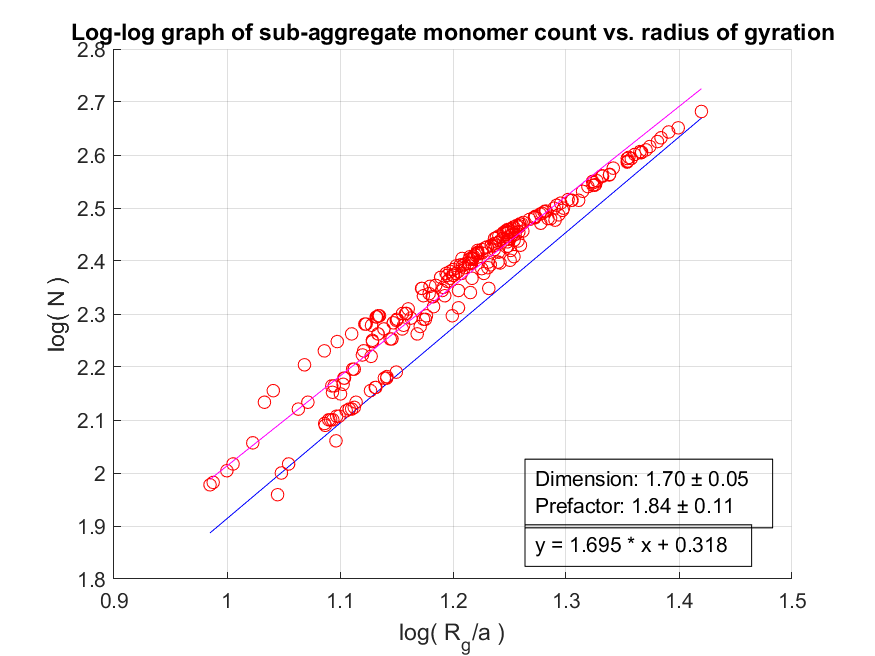 Log-log graph of sub-aggregate monomer count vs. radius of gyration
2.8
2.7
2.6
2.5
2.4
2.3
2.2
2.1
2
1.9
1.8
log( N )
Dimension: 1.70 ± 0.05
Prefactor: 1.84 ± 0.11
y = 1.695 * x + 0.318
0.9 1 1.1 1.2 1.3 1.4 1.5
log( R_g/a )